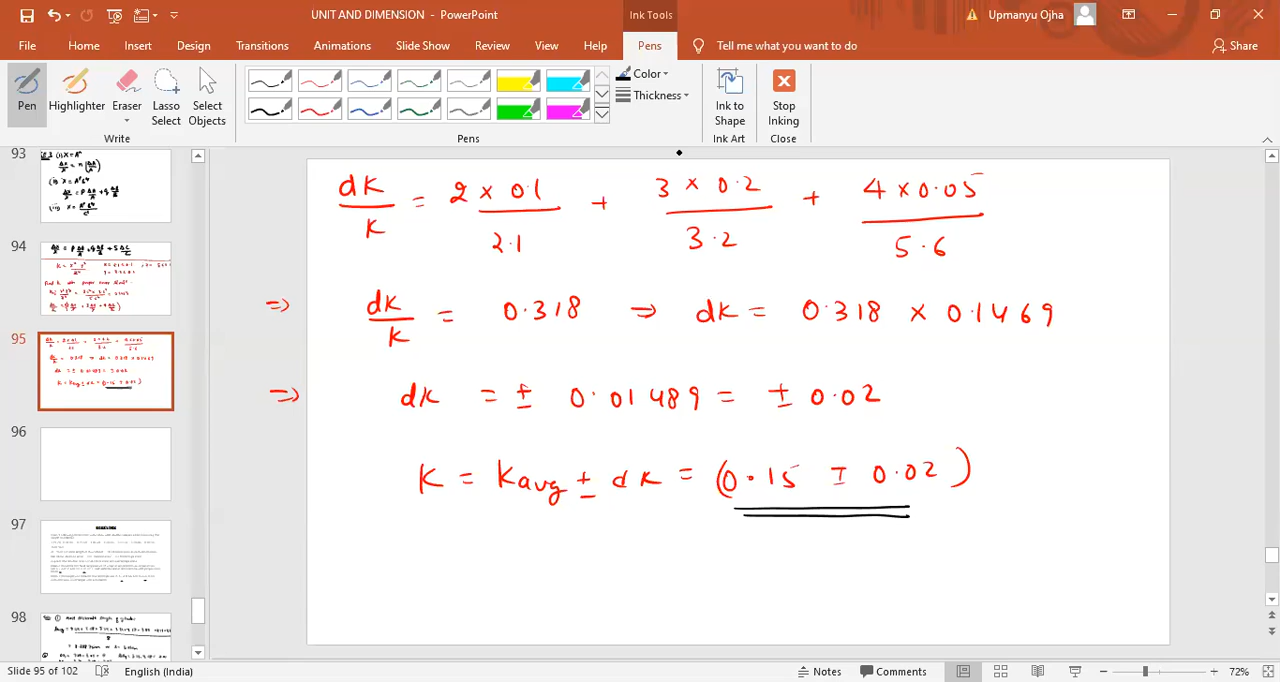 UNIT AND DIMENSION - PowerPoint
Ink Tools
Upmanyu Ojha
File Home Insert Design Transitions Animations Slide Show Review View Help Pens Tell me what you want to do Share
Pen Highlighter Eraser Lasso Select Select Objects
Color
Thickness
Ink to Shape
Stop Inking
Write
Pens
Ink Art
Close
93
94
95
96
97
98
dK/K = 2 × 0.1/2.1 + 3 × 0.2/3.2 + 4 × 0.05/5.6
=> dK/K = 0.318 => dK = 0.318 × 0.1469
=> dK = ± 0.01489 = ± 0.02
K = Kavg ± dK = (0.15 ± 0.02)
Slide 95 of 102 English (India) Notes Comments 72%